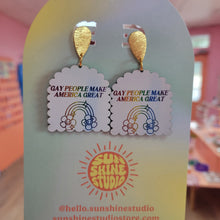 GAY PEOPLE MAKE
AMERICA GREAT
GAY PEOPLE MAKE
AMERICA GREAT
SUN
SHINE
STUDIO
@hello.
sunshinestudio
sunshinestudiostore.com